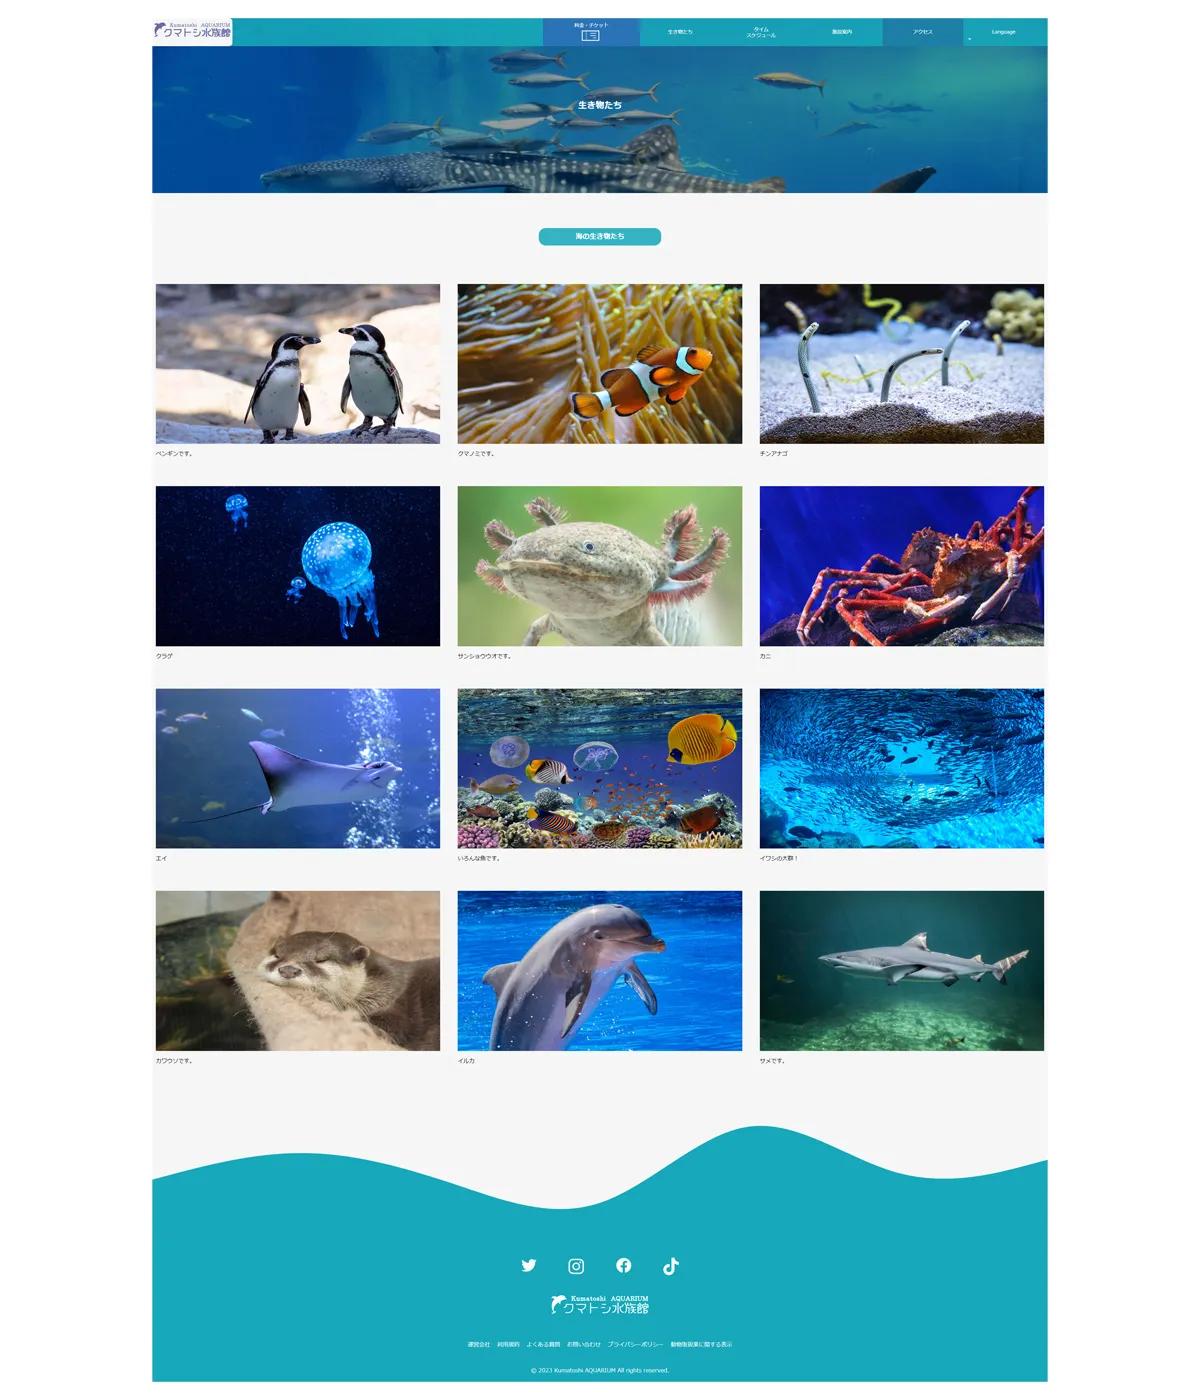 Kumatoshi AQUARIUM
クマトシ水族館
料金・チケット
生き物たち
タイム
スケジュール
施設案内
アクセス
Language
生き物たち
海の生き物たち
ペンギンです。
クマノミです。
チンアナゴ
クラゲ
サンショウウオです。
カニ
エイ
いろんな魚です。
イワシの大群！
カワウソです。
イルカ
サメです。
Kumatoshi AQUARIUM
クマトシ水族館
運営会社 利用規約 よくある質問 お問い合わせ プライバシーポリシー 動物取扱業に関する表示
© 2023 Kumatoshi AQUARIUM All rights reserved.